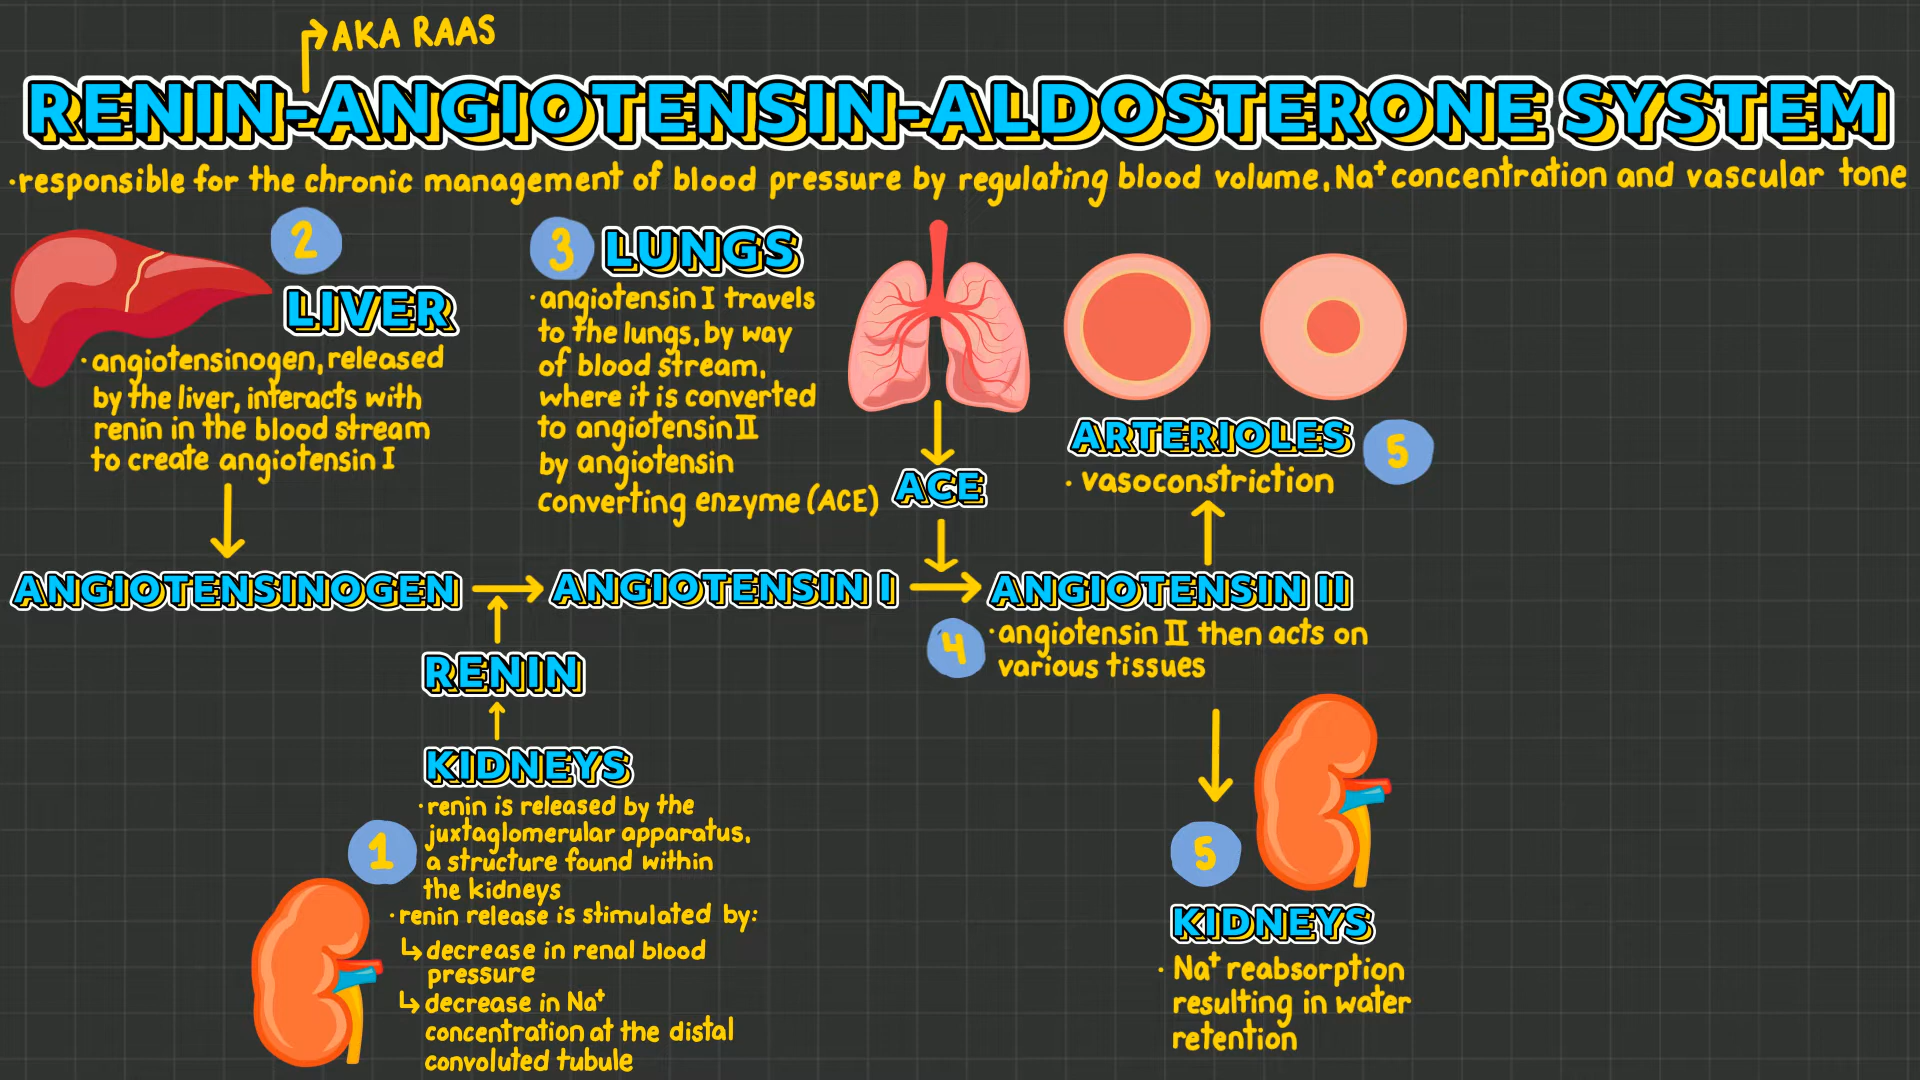 AKA RAAS
RENIN-ANGIOTENSIN-ALDOSTERONE SYSTEM
·responsible for the chronic management of blood pressure by regulating blood volume, Na⁺ concentration and vascular tone
2
LIVER
·angiotensinogen, released
by the liver, interacts with
renin in the blood stream
to create angiotensin I
3 LUNGS
·angiotensin I travels
to the lungs, by way
of blood stream,
where it is converted
to angiotensin II
by angiotensin
converting enzyme (ACE)
ACE
ARTERIOLES 5
·vasoconstriction
ANGIOTENSINOGEN
ANGIOTENSIN I
ANGIOTENSIN II
4
·angiotensin II then acts on
various tissues
RENIN
KIDNEYS
1
·renin is released by the
juxtaglomerular apparatus,
a structure found within
the kidneys
·renin release is stimulated by:
↳ decrease in renal blood
pressure
↳ decrease in Na⁺
concentration at the distal
convoluted tubule
5
KIDNEYS
·Na⁺ reabsorption
resulting in water
retention